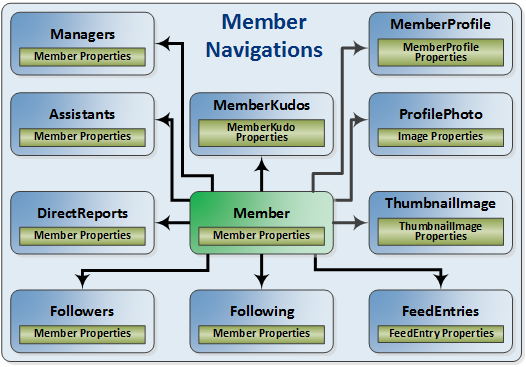 Member
Navigations
Managers
Member Properties
MemberProfile
MemberProfile
Properties
Assistants
Member Properties
MemberKudos
MemberKudo
Properties
ProfilePhoto
Image Properties
DirectReports
Member Properties
Member
Member Properties
ThumbnailImage
ThumbnailImage
Properties
Followers
Member Properties
Following
Member Properties
FeedEntries
FeedEntry Properties